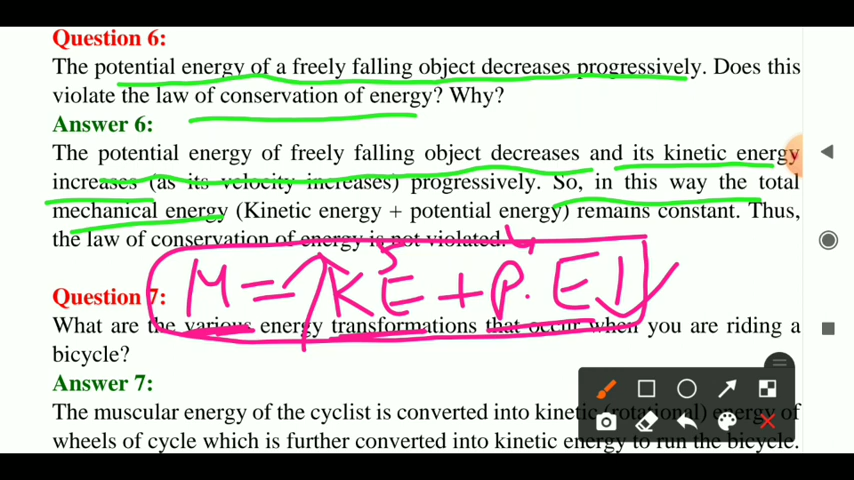 Question 6:
The potential energy of a freely falling object decreases progressively. Does this
violate the law of conservation of energy? Why?
Answer 6:
The potential energy of freely falling object decreases and its kinetic energy
increases (as its velocity increases) progressively. So, in this way the total
mechanical energy (Kinetic energy + potential energy) remains constant. Thus,
the law of conservation of energy is not violated.
M = ↑KE + P.E↓
Question 7:
What are the various energy transformations that occur when you are riding a
bicycle?
Answer 7:
The muscular energy of the cyclist is converted into kinetic (rotational) energy of
wheels of cycle which is further converted into kinetic energy to run the bicycle.